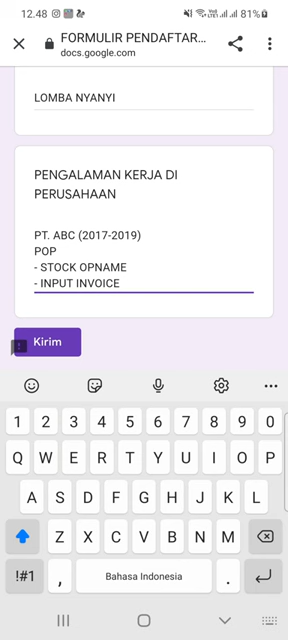 12.48
81%
FORMULIR PENDAFTAR...
docs.google.com
LOMBA NYANYI
PENGALAMAN KERJA DI
PERUSAHAAN
PT. ABC (2017-2019)
POP
- STOCK OPNAME
- INPUT INVOICE
Kirim
1 2 3 4 5 6 7 8 9 0
Q W E R T Y U I O P
A S D F G H J K L
Z X C V B N M
!#1 , Bahasa Indonesia .